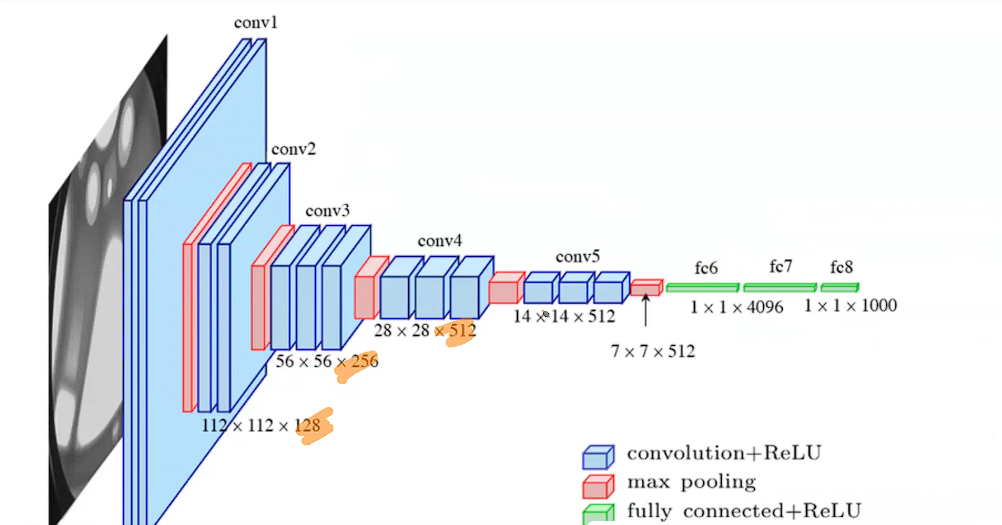 conv1
conv2
conv3
conv4
conv5
fc6
fc7
fc8
1 × 1 × 4096
1 × 1 × 1000
14 × 14 × 512
28 × 28 × 512
7 × 7 × 512
56 × 56 × 256
112 × 112 × 128
convolution+ReLU
max pooling
fully connected+ReLU